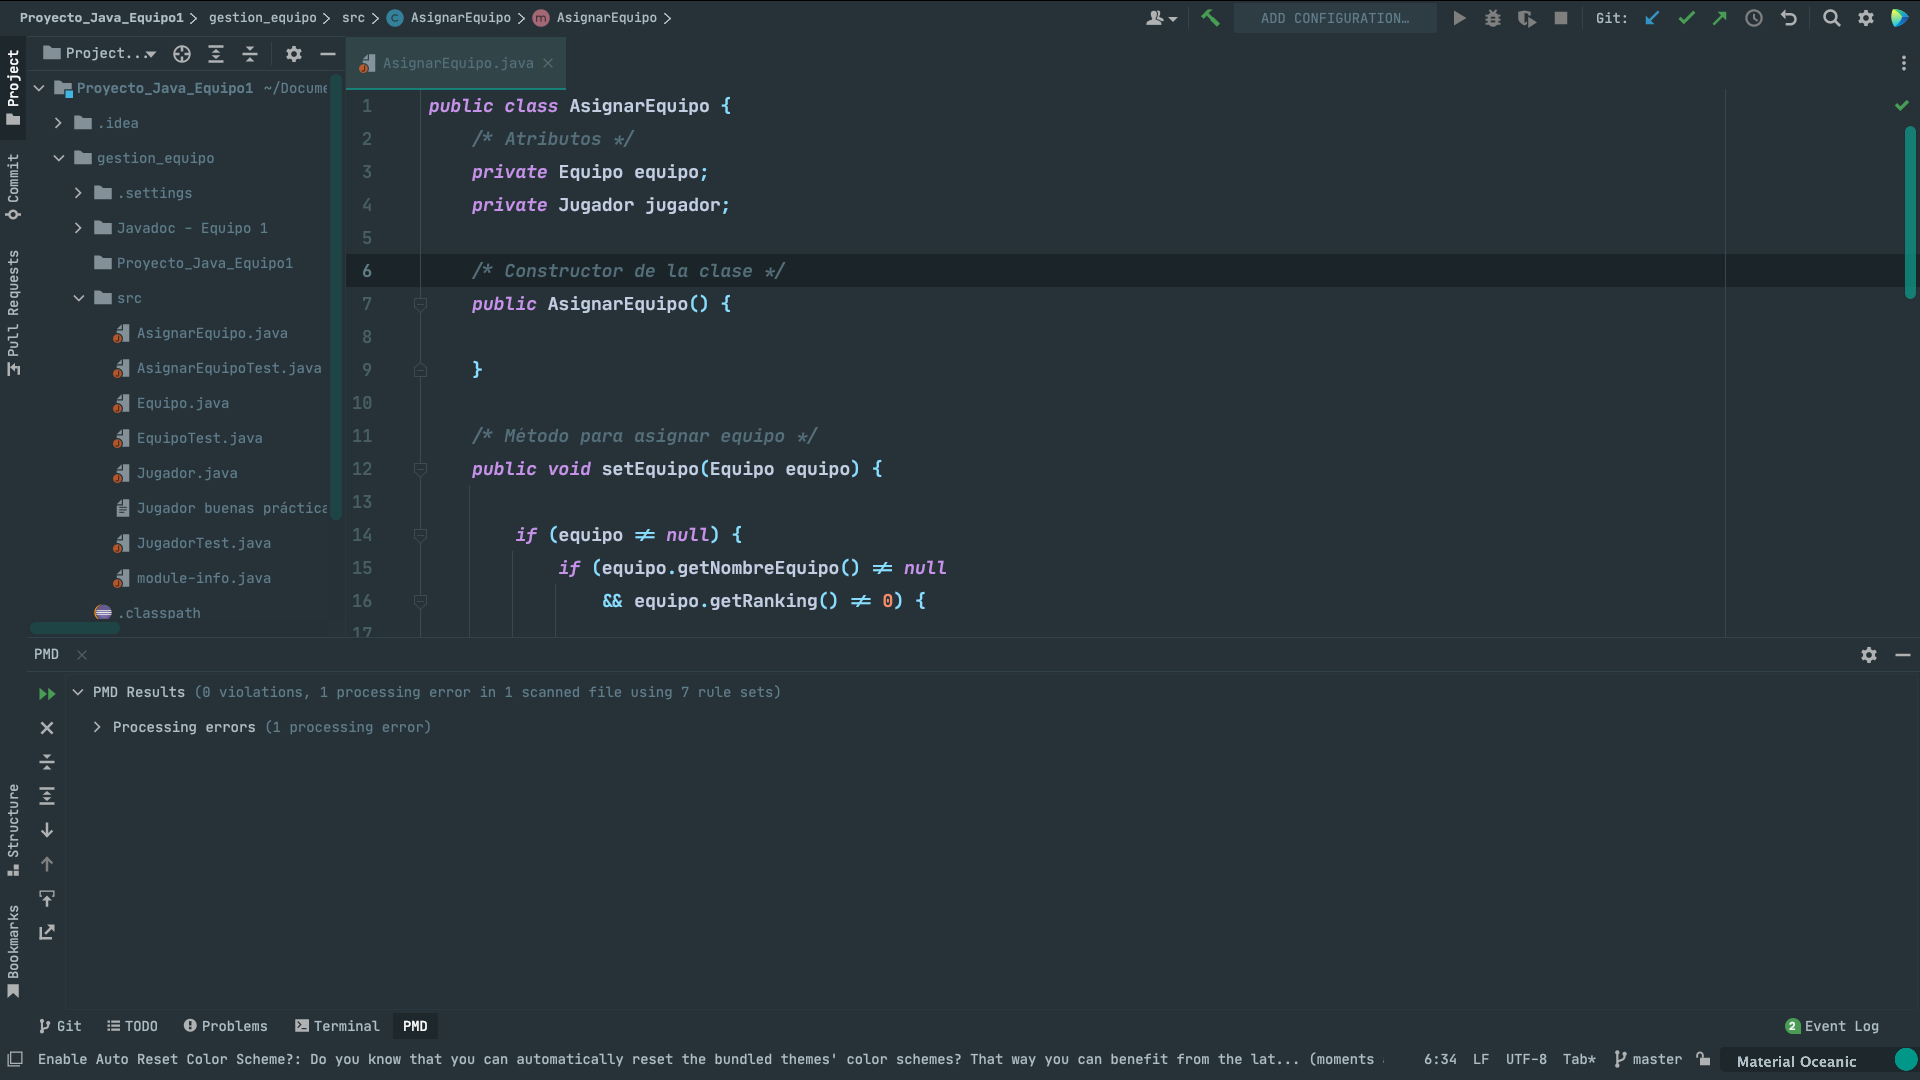 Proyecto_Java_Equipo1 > gestion_equipo > src > AsignarEquipo > AsignarEquipo >
ADD CONFIGURATION…
Git:
Project...
AsignarEquipo.java
Project
Commit
Pull Requests
Structure
Bookmarks
Proyecto_Java_Equipo1 ~/Docume
.idea
gestion_equipo
.settings
Javadoc - Equipo 1
Proyecto_Java_Equipo1
src
AsignarEquipo.java
AsignarEquipoTest.java
Equipo.java
EquipoTest.java
Jugador.java
Jugador buenas práctica
JugadorTest.java
module-info.java
.classpath
1 public class AsignarEquipo {
2 /* Atributos */
3 private Equipo equipo;
4 private Jugador jugador;
5
6 /* Constructor de la clase */
7 public AsignarEquipo() {
8
9 }
10
11 /* Método para asignar equipo */
12 public void setEquipo(Equipo equipo) {
13
14 if (equipo ≠ null) {
15 if (equipo.getNombreEquipo() ≠ null
16 && equipo.getRanking() ≠ 0) {
17
PMD
PMD Results (0 violations, 1 processing error in 1 scanned file using 7 rule sets)
Processing errors (1 processing error)
Git TODO Problems Terminal PMD
2 Event Log
Enable Auto Reset Color Scheme?: Do you know that you can automatically reset the bundled themes' color schemes? That way you can benefit from the lat... (moments
6:34 LF UTF-8 Tab* master Material Oceanic